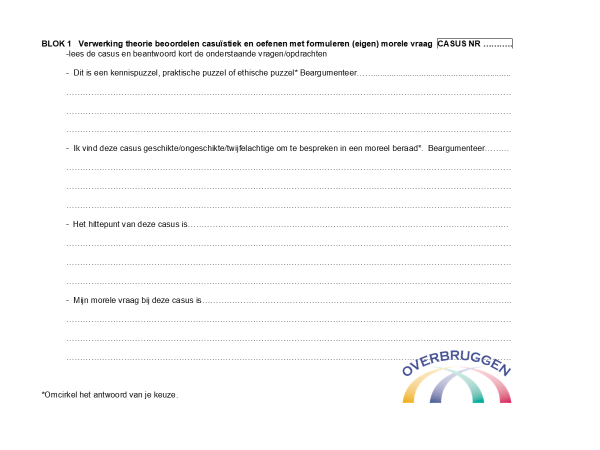 BLOK 1 Verwerking theorie beoordelen casuïstiek en oefenen met formuleren (eigen) morele vraag CASUS NR ………..
-lees de casus en beantwoord kort de onderstaande vragen/opdrachten
- Dit is een kennispuzzel, praktische puzzel of ethische puzzel* Beargumenteer…………………………………………………
……………………………………………………………………………………………………………………………………
……………………………………………………………………………………………………………………………………
……………………………………………………………………………………………………………………………………
- Ik vind deze casus geschikte/ongeschikte/twijfelachtige om te bespreken in een moreel beraad*. Beargumenteer………
……………………………………………………………………………………………………………………………………
……………………………………………………………………………………………………………………………………
……………………………………………………………………………………………………………………………………
- Het hittepunt van deze casus is………………………………………………………………………………………………
……………………………………………………………………………………………………………………………………
……………………………………………………………………………………………………………………………………
……………………………………………………………………………………………………………………………………
- Mijn morele vraag bij deze casus is……………………………………………………………………………………………
……………………………………………………………………………………………………………………………………
……………………………………………………………………………………………………………………………………
……………………………………………………………………………………………………………………………………
OVERBRUGGEN
*Omcirkel het antwoord van je keuze.